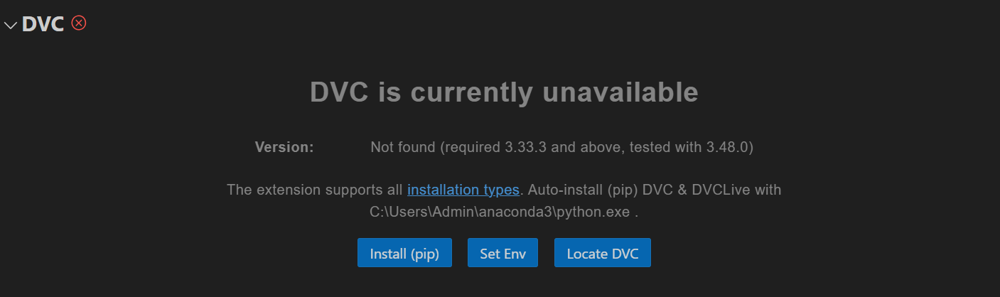 DVC
DVC is currently unavailable
Version: Not found (required 3.33.3 and above, tested with 3.48.0)
The extension supports all installation types. Auto-install (pip) DVC & DVCLive with
C:\Users\Admin\anaconda3\python.exe .
Install (pip) Set Env Locate DVC